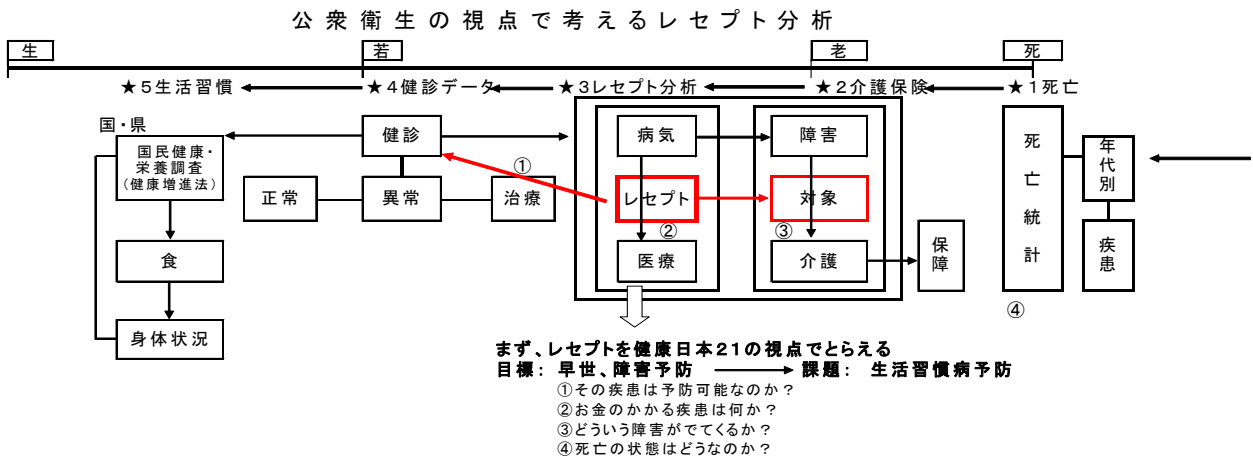 公衆衛生の視点で考えるレセプト分析
生
若
老
死
★5生活習慣
★4健診データ
★3レセプト分析
★2介護保険
★1死亡
国・県
国民健康・
栄養調査
(健康増進法)
食
身体状況
健診
正常
異常
治療
①
病気
レセプト
②
医療
障害
対象
③
介護
保障
死亡統計
④
年代別
疾患
まず、レセプトを健康日本21の視点でとらえる
目標： 早世、障害予防 課題： 生活習慣病予防
①その疾患は予防可能なのか？
②お金のかかる疾患は何か？
③どういう障害がでてくるか？
④死亡の状態はどうなのか？